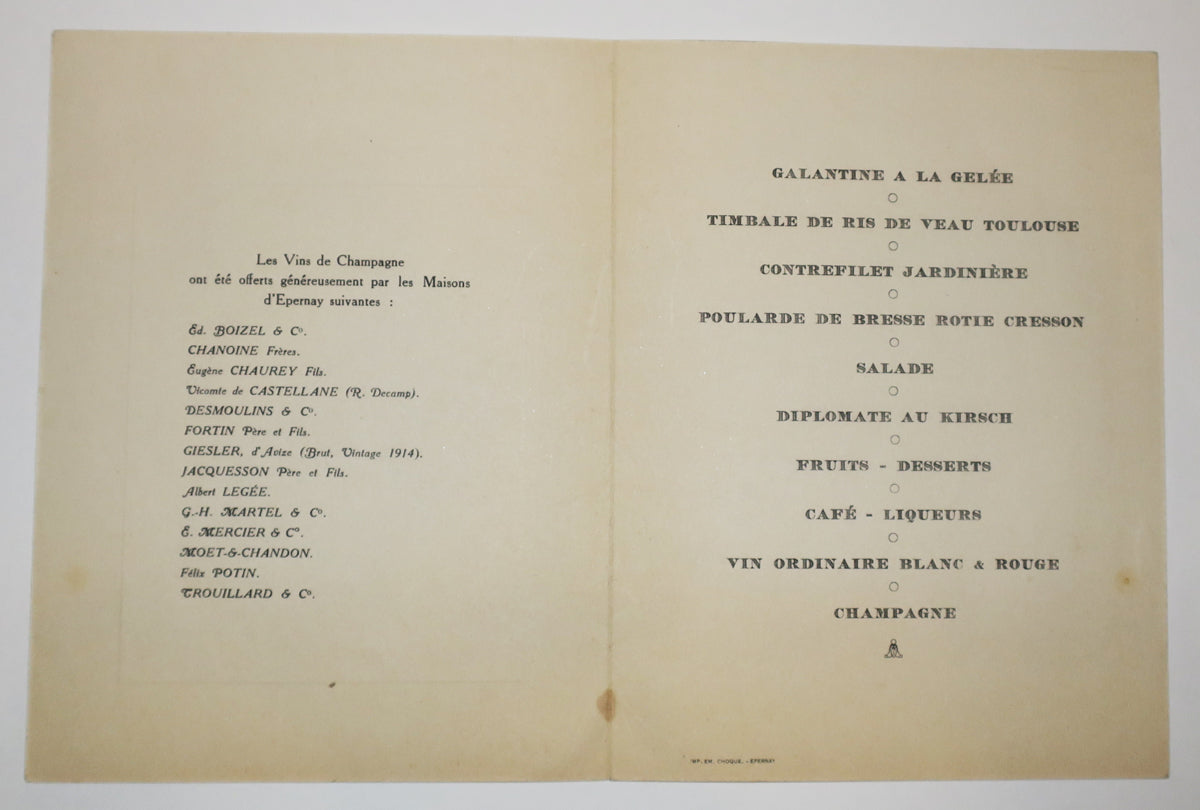 Les Vins de Champagne
ont été offerts généreusement par les Maisons
d'Epernay suivantes :
Ed. BOIZEL & Cº.
CHANOINE Frères.
Eugène CHAUREY Fils.
Vicomte de CASTELLANE (R. Decamp).
DESMOULINS & Cº.
FORTIN Père et Fils.
GIESLER, d'Avize (Brut, Vintage 1914).
JACQUESSON Père et Fils.
Albert LEGÉE.
G.-H. MARTEL & Cº.
E. MERCIER & Cº.
MOET-&-CHANDON.
Félix POTIN.
TROUILLARD & Cº.
GALANTINE A LA GELÉE
TIMBALE DE RIS DE VEAU TOULOUSE
CONTREFILET JARDINIÈRE
POULARDE DE BRESSE ROTIE CRESSON
SALADE
DIPLOMATE AU KIRSCH
FRUITS - DESSERTS
CAFÉ - LIQUEURS
VIN ORDINAIRE BLANC & ROUGE
CHAMPAGNE
IMP. EM. CHOQUE. - EPERNAY